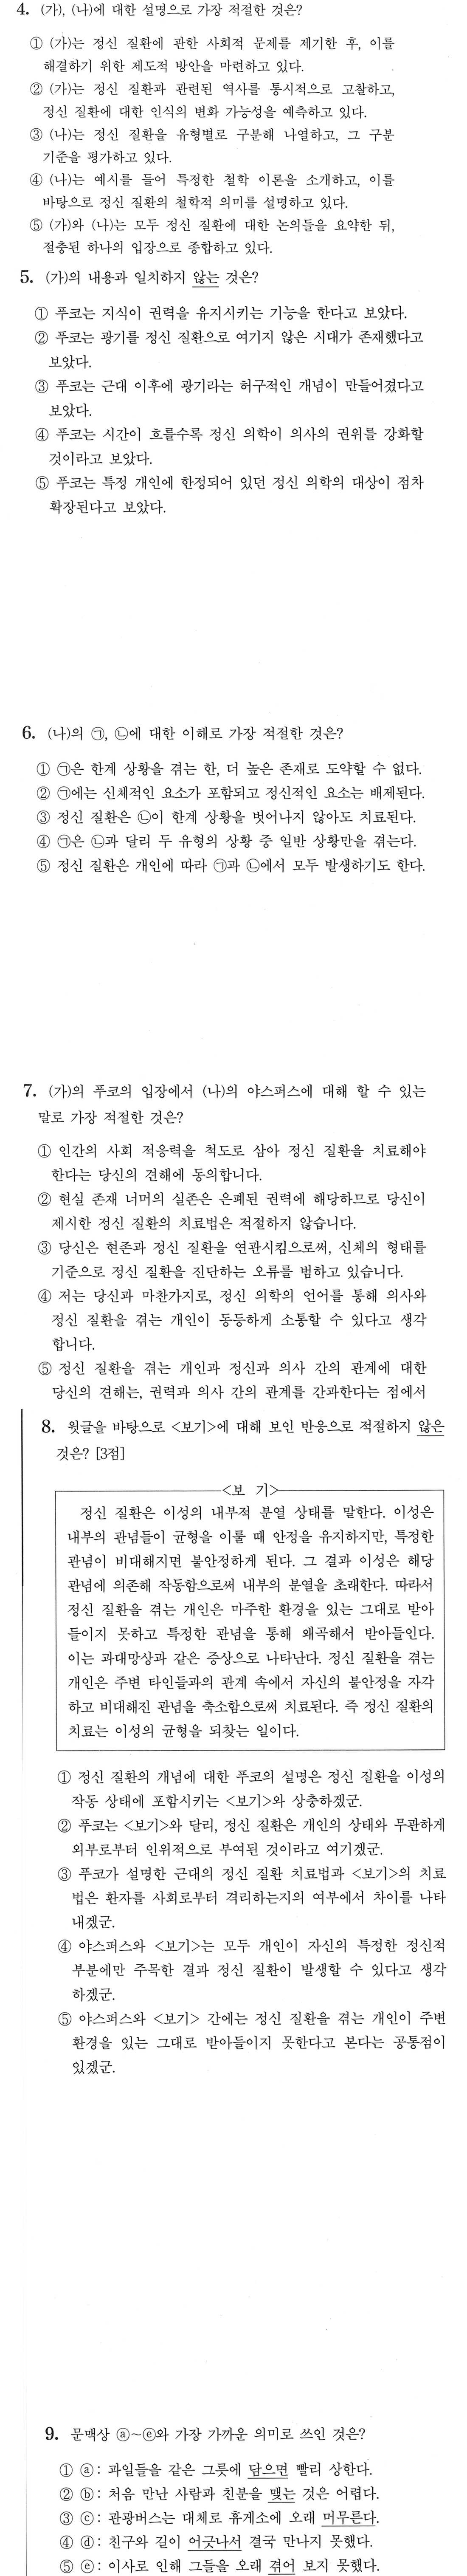 4. (가), (나)에 대한 설명으로 가장 적절한 것은?
① (가)는 정신 질환에 관한 사회적 문제를 제기한 후, 이를
해결하기 위한 제도적 방안을 마련하고 있다.
② (가)는 정신 질환과 관련된 역사를 통시적으로 고찰하고,
정신 질환에 대한 인식의 변화 가능성을 예측하고 있다.
③ (나)는 정신 질환을 유형별로 구분해 나열하고, 그 구분
기준을 평가하고 있다.
④ (나)는 예시를 들어 특정한 철학 이론을 소개하고, 이를
바탕으로 정신 질환의 철학적 의미를 설명하고 있다.
⑤ (가)와 (나)는 모두 정신 질환에 대한 논의들을 요약한 뒤,
절충된 하나의 입장으로 종합하고 있다.
5. (가)의 내용과 일치하지 않는 것은?
① 푸코는 지식이 권력을 유지시키는 기능을 한다고 보았다.
② 푸코는 광기를 정신 질환으로 여기지 않은 시대가 존재했다고
보았다.
③ 푸코는 근대 이후에 광기라는 허구적인 개념이 만들어졌다고
보았다.
④ 푸코는 시간이 흐를수록 정신 의학이 의사의 권위를 강화할
것이라고 보았다.
⑤ 푸코는 특정 개인에 한정되어 있던 정신 의학의 대상이 점차
확장된다고 보았다.
6. (나)의 ㉠, ㉡에 대한 이해로 가장 적절한 것은?
① ㉠은 한계 상황을 겪는 한, 더 높은 존재로 도약할 수 없다.
② ㉠에는 신체적인 요소가 포함되고 정신적인 요소는 배제된다.
③ 정신 질환은 ㉡이 한계 상황을 벗어나지 않아도 치료된다.
④ ㉠은 ㉡과 달리 두 유형의 상황 중 일반 상황만을 겪는다.
⑤ 정신 질환은 개인에 따라 ㉠과 ㉡에서 모두 발생하기도 한다.
7. (가)의 푸코의 입장에서 (나)의 야스퍼스에 대해 할 수 있는
말로 가장 적절한 것은?
① 인간의 사회 적응력을 척도로 삼아 정신 질환을 치료해야
한다는 당신의 견해에 동의합니다.
② 현실 존재 너머의 실존은 은폐된 권력에 해당하므로 당신이
제시한 정신 질환의 치료법은 적절하지 않습니다.
③ 당신은 현존과 정신 질환을 연관시킴으로써, 신체의 형태를
기준으로 정신 질환을 진단하는 오류를 범하고 있습니다.
④ 저는 당신과 마찬가지로, 정신 의학의 언어를 통해 의사와
정신 질환을 겪는 개인이 동등하게 소통할 수 있다고 생각
합니다.
⑤ 정신 질환을 겪는 개인과 정신과 의사 간의 관계에 대한
당신의 견해는, 권력과 의사 간의 관계를 간과한다는 점에서
8. 윗글을 바탕으로 <보기>에 대해 보인 반응으로 적절하지 않은
것은? [3점]
<보 기>
정신 질환은 이성의 내부적 분열 상태를 말한다. 이성은
내부의 관념들이 균형을 이룰 때 안정을 유지하지만, 특정한
관념이 비대해지면 불안정하게 된다. 그 결과 이성은 해당
관념에 의존해 작동함으로써 내부의 분열을 초래한다. 따라서
정신 질환을 겪는 개인은 마주한 환경을 있는 그대로 받아
들이지 못하고 특정한 관념을 통해 왜곡해서 받아들인다.
이는 과대망상과 같은 증상으로 나타난다. 정신 질환을 겪는
개인은 주변 타인들과의 관계 속에서 자신의 불안정을 자각
하고 비대해진 관념을 축소함으로써 치료된다. 즉 정신 질환의
치료는 이성의 균형을 되찾는 일이다.
① 정신 질환의 개념에 대한 푸코의 설명은 정신 질환을 이성의
작동 상태에 포함시키는 <보기>와 상충하겠군.
② 푸코는 <보기>와 달리, 정신 질환은 개인의 상태와 무관하게
외부로부터 인위적으로 부여된 것이라고 여기겠군.
③ 푸코가 설명한 근대의 정신 질환 치료법과 <보기>의 치료
법은 환자를 사회로부터 격리하는지의 여부에서 차이를 나타
내겠군.
④ 야스퍼스와 <보기>는 모두 개인이 자신의 특정한 정신적
부분에만 주목한 결과 정신 질환이 발생할 수 있다고 생각
하겠군.
⑤ 야스퍼스와 <보기> 간에는 정신 질환을 겪는 개인이 주변
환경을 있는 그대로 받아들이지 못한다고 본다는 공통점이
있겠군.
9. 문맥상 ⓐ~ⓔ와 가장 가까운 의미로 쓰인 것은?
① ⓐ: 과일들을 같은 그릇에 담으면 빨리 상한다.
② ⓑ: 처음 만난 사람과 친분을 맺는 것은 어렵다.
③ ⓒ: 관광버스는 대체로 휴게소에 오래 머무른다.
④ ⓓ: 친구와 길이 어긋나서 결국 만나지 못했다.
⑤ ⓔ: 이사로 인해 그들을 오래 겪어 보지 못했다.